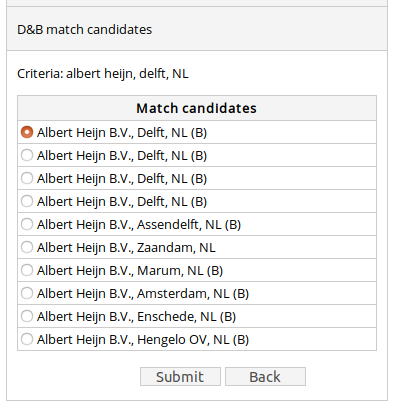 D&B match candidates
Criteria: albert heijn, delft, NL
Match candidates
Albert Heijn B.V., Delft, NL (B)
Albert Heijn B.V., Delft, NL (B)
Albert Heijn B.V., Delft, NL (B)
Albert Heijn B.V., Delft, NL (B)
Albert Heijn B.V., Assendelft, NL (B)
Albert Heijn B.V., Zaandam, NL
Albert Heijn B.V., Marum, NL (B)
Albert Heijn B.V., Amsterdam, NL (B)
Albert Heijn B.V., Enschede, NL (B)
Albert Heijn B.V., Hengelo OV, NL (B)
Submit Back